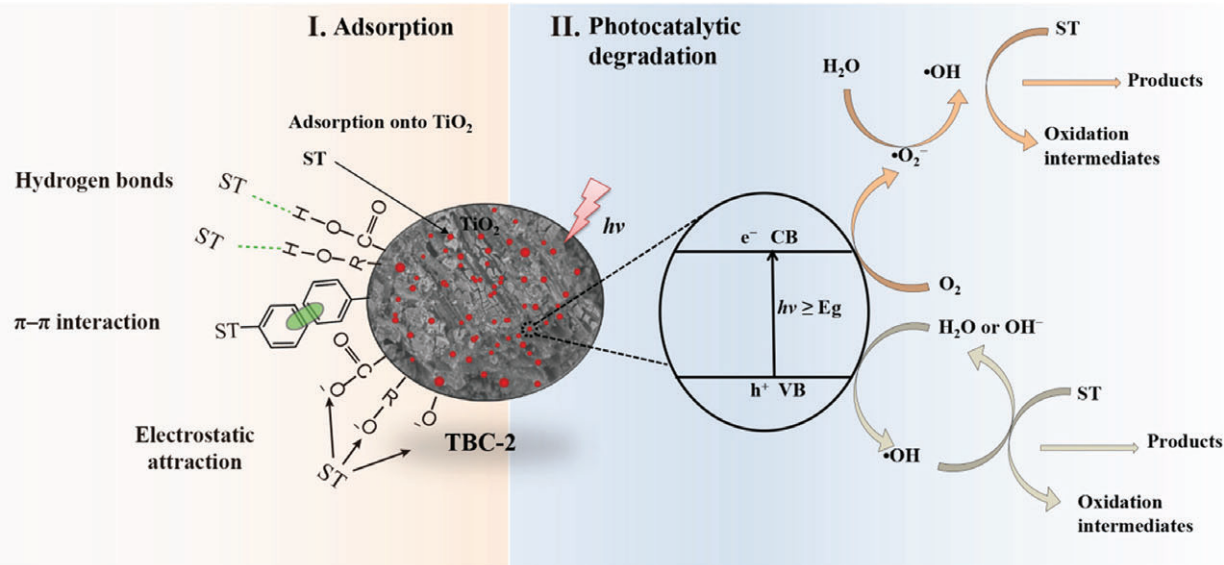 I. Adsorption
II. Photocatalytic
degradation
Adsorption onto TiO₂
ST
Hydrogen bonds
ST
H
O
C
O
ST
H
O
R
TiO₂
hν
π–π interaction
ST
O
C
⁻O
R
⁻O
⁻O
Electrostatic
attraction
ST
TBC-2
e⁻ CB
hν ≥ Eg
h⁺ VB
H₂O
•OH
ST
Products
Oxidation
intermediates
•O₂⁻
O₂
H₂O or OH⁻
ST
•OH
Products
Oxidation
intermediates